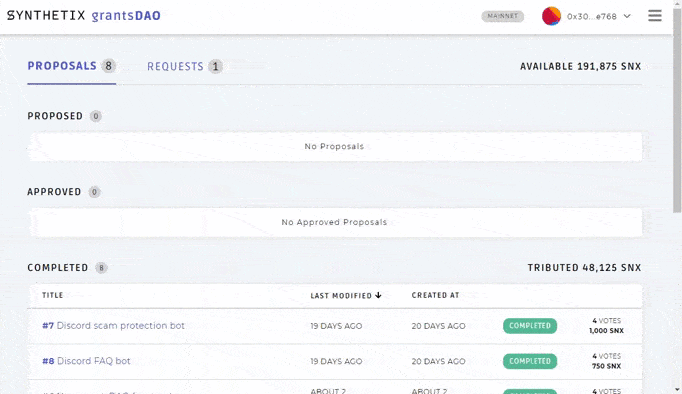 SYNTHETIX grantsDAO MAINNET 0x30...e768
PROPOSALS 8 REQUESTS 1 AVAILABLE 191,875 SNX
PROPOSED 0
No Proposals
APPROVED 0
No Approved Proposals
COMPLETED 8 TRIBUTED 48,125 SNX
TITLE LAST MODIFIED CREATED AT
#7 Discord scam protection bot 19 DAYS AGO 20 DAYS AGO COMPLETED 4 VOTES
1,000 SNX
#8 Discord FAQ bot 19 DAYS AGO 20 DAYS AGO COMPLETED 4 VOTES
750 SNX
ABOUT 2 ABOUT 2 4 VOTES